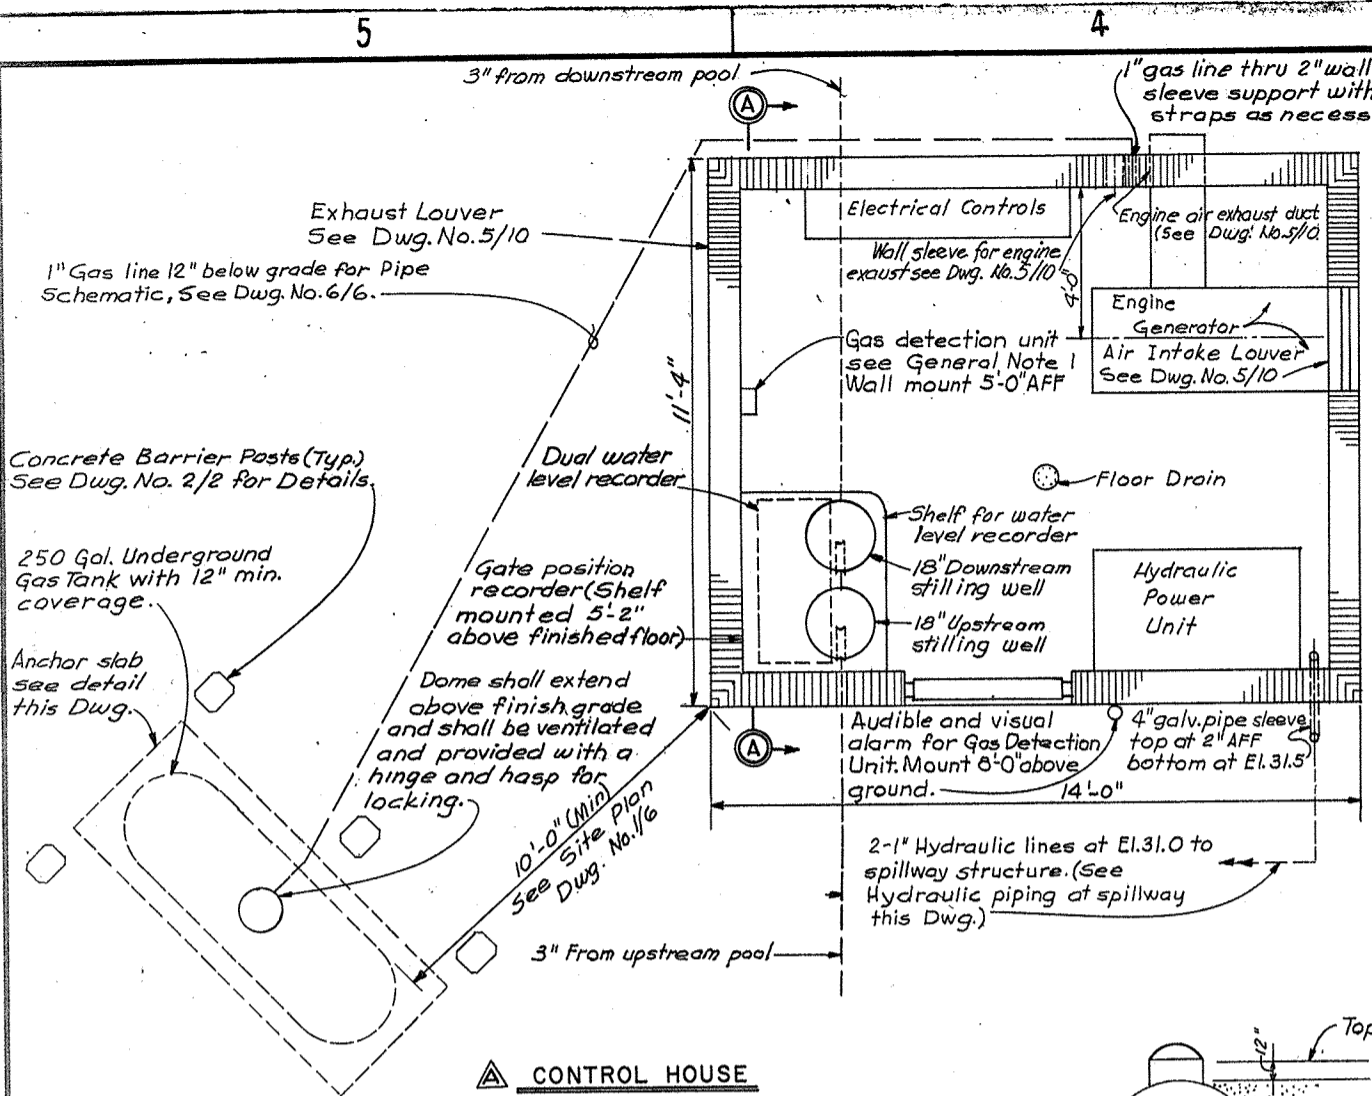 5
4
3" from downstream pool
A
1" gas line thru 2" wall
sleeve support with
straps as necess
Exhaust Louver
See Dwg. No. 5/10
Electrical Controls
Engine air exhaust duct
(See Dwg. No. 5/10
Wall sleeve for engine
exaust see Dwg. No. 5/10
4'-0"
1" Gas line 12" below grade for Pipe
Schematic, See Dwg. No. 6/6.
Engine
Generator
Air Intake Louver
See Dwg. No. 5/10
Gas detection unit
see General Note 1
Wall mount 5'-0" AFF
11'-4"
Concrete Barrier Posts (Typ.)
See Dwg. No. 2/2 for Details.
Dual water
level recorder
Floor Drain
Shelf for water
level recorder
250 Gal. Underground
Gas Tank with 12" min.
coverage.
Gate position
recorder (Shelf
mounted 5'-2"
above finished floor)
18" Downstream
stilling well
18" Upstream
stilling well
Hydraulic
Power
Unit
Anchor slab
see detail
this Dwg.
Dome shall extend
above finish grade
and shall be ventilated
and provided with a
hinge and hasp for
locking.
A
Audible and visual
alarm for Gas Detection
Unit. Mount 8'-0" above
ground.
4" galv. pipe sleeve
top at 2" AFF
bottom at El. 31.5
14'-0"
10'-0" (Min)
See Site Plan
Dwg. No. 1/6
2-1" Hydraulic lines at El. 31.0 to
spillway structure. (See
Hydraulic piping at spillway
this Dwg.)
3" From upstream pool
12"
Top
A CONTROL HOUSE